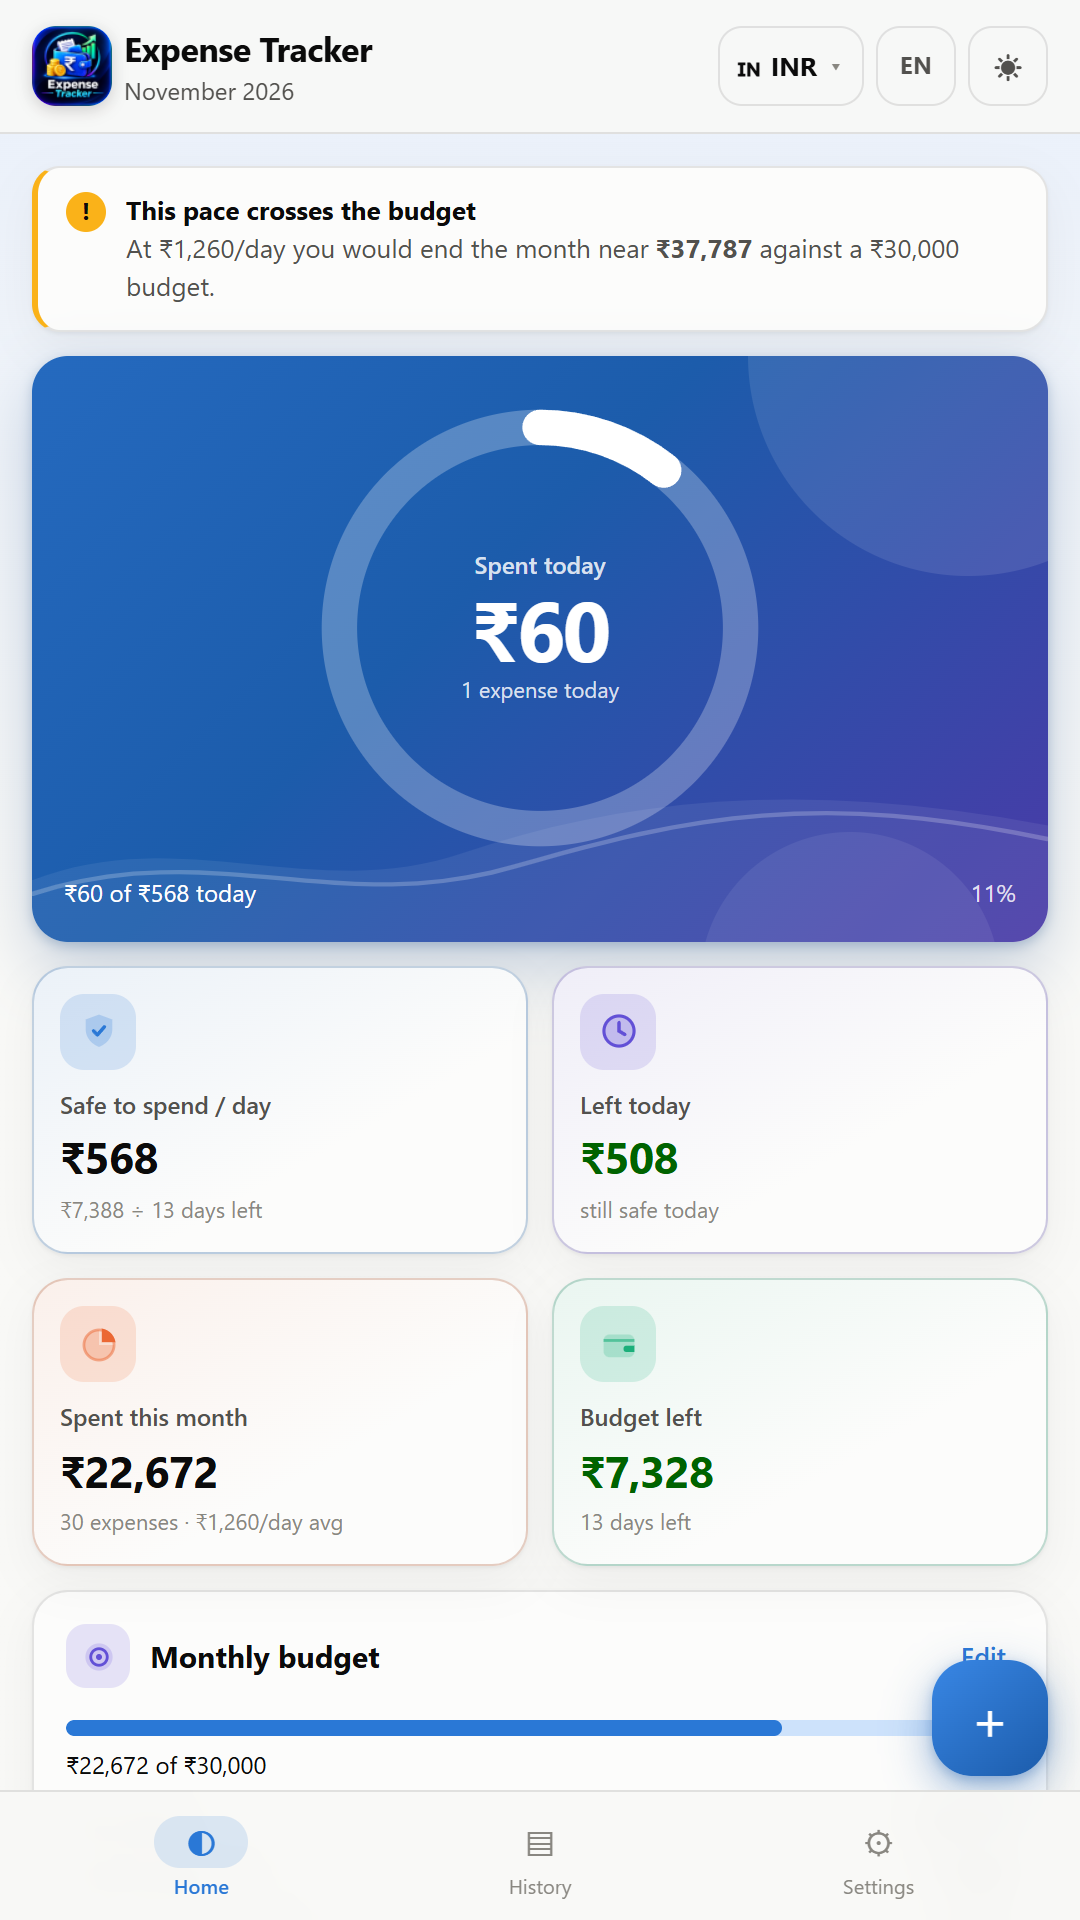 Expense
Tracker
Expense Tracker
November 2026
IN INR ▼
EN
!
This pace crosses the budget
At ₹1,260/day you would end the month near ₹37,787 against a ₹30,000
budget.
Spent today
₹60
1 expense today
₹60 of ₹568 today
11%
Safe to spend / day
₹568
₹7,388 ÷ 13 days left
Left today
₹508
still safe today
Spent this month
₹22,672
30 expenses · ₹1,260/day avg
Budget left
₹7,328
13 days left
Monthly budget
Edit
₹22,672 of ₹30,000
+
Home
History
Settings